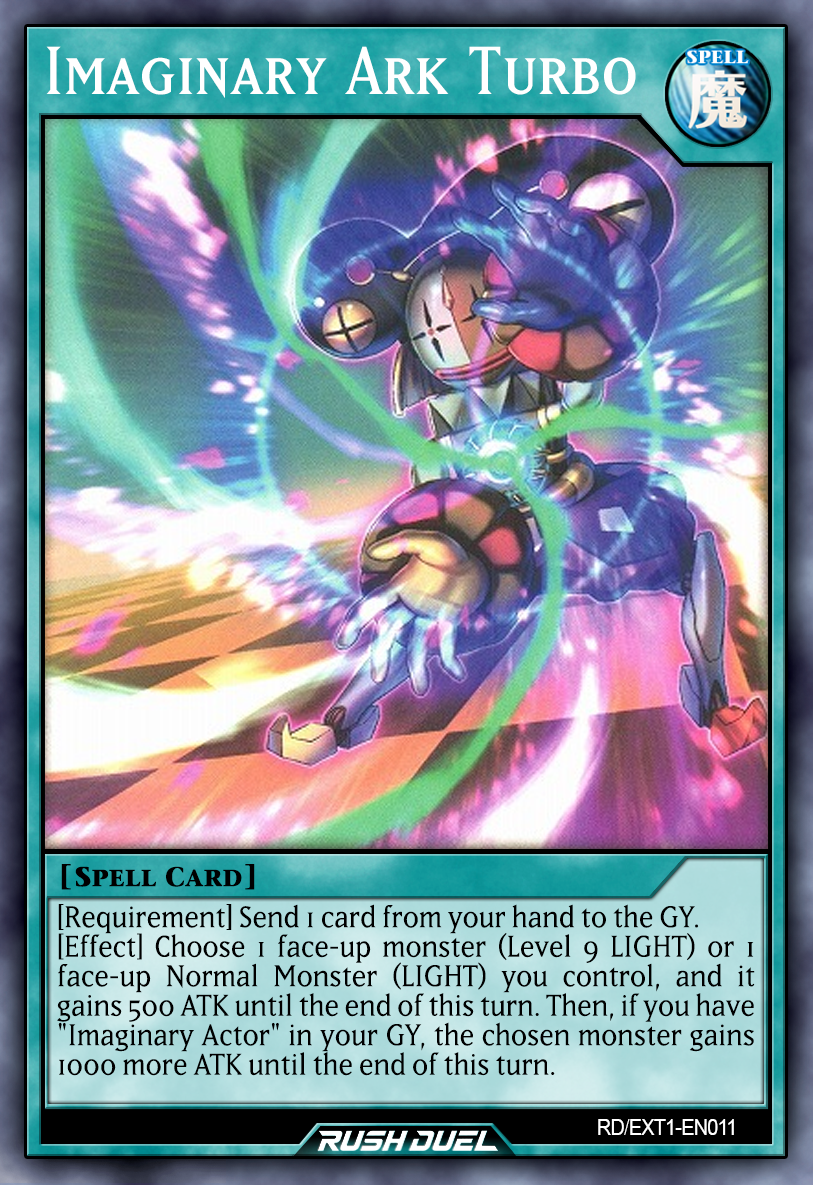 Imaginary Ark Turbo
SPELL
魔
[Spell Card]
[Requirement] Send 1 card from your hand to the GY.
[Effect] Choose 1 face-up monster (Level 9 LIGHT) or 1
face-up Normal Monster (LIGHT) you control, and it
gains 500 ATK until the end of this turn. Then, if you have
"Imaginary Actor" in your GY, the chosen monster gains
1000 more ATK until the end of this turn.
RD/EXT1-EN011
RUSH DUEL